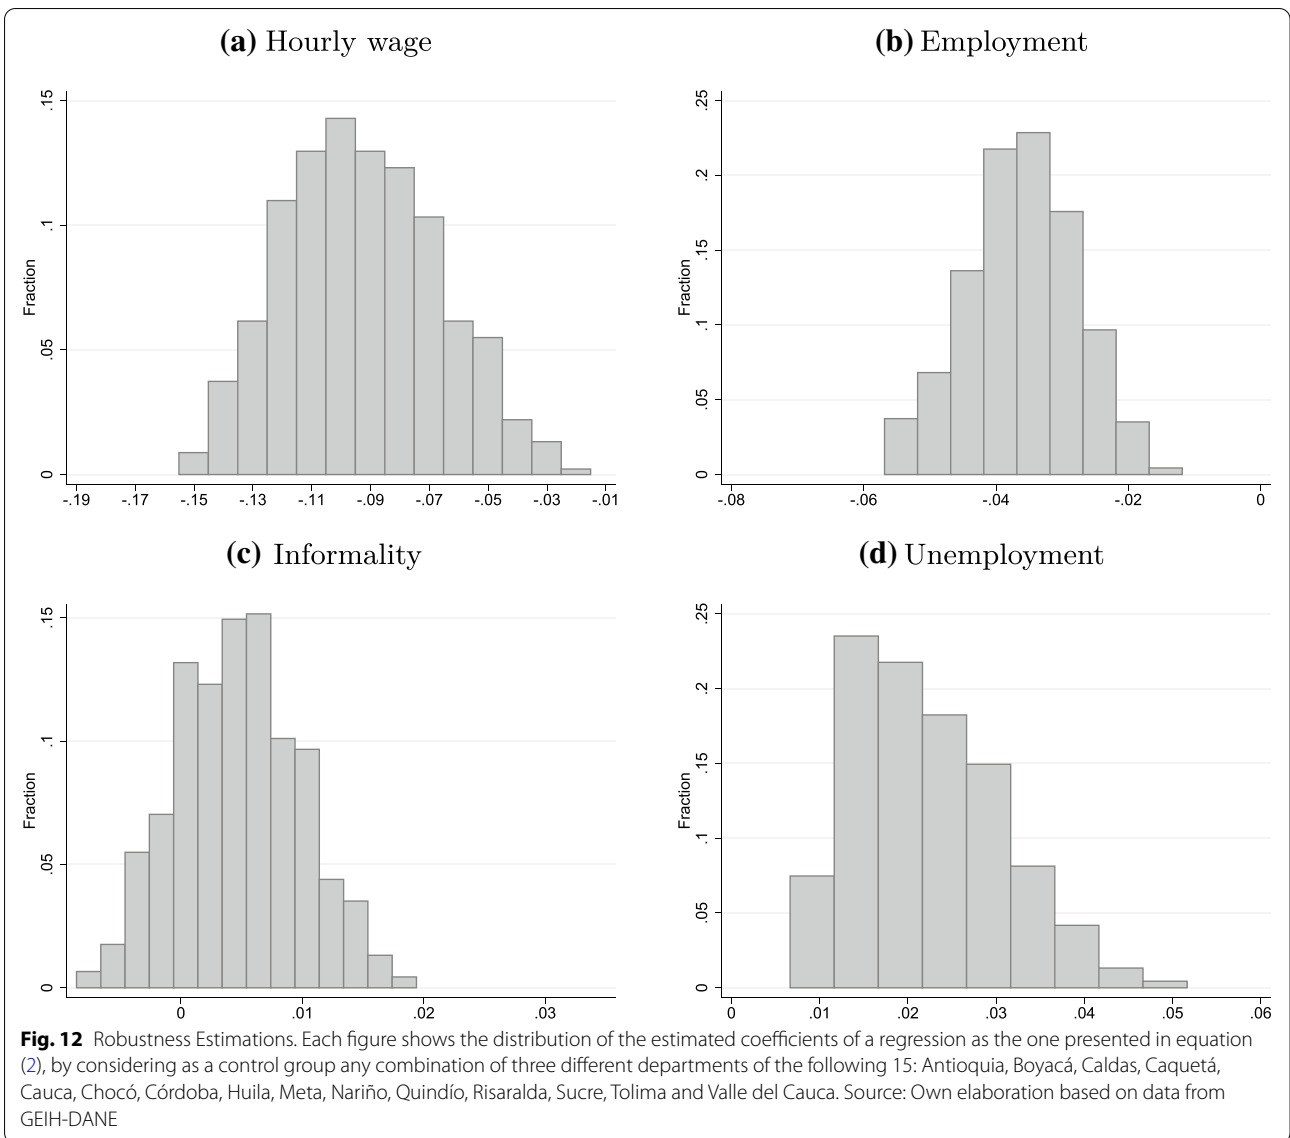 (a) Hourly wage
(b) Employment
.15
.1
.05
0
Fraction
-.19 -.17 -.15 -.13 -.11 -.09 -.07 -.05 -.03 -.01
.25
.2
.15
.1
.05
0
Fraction
-.08 -.06 -.04 -.02 0
(c) Informality
(d) Unemployment
.15
.1
.05
0
Fraction
0 .01 .02 .03
.25
.2
.15
.1
.05
0
Fraction
0 .01 .02 .03 .04 .05 .06
Fig. 12 Robustness Estimations. Each figure shows the distribution of the estimated coefficients of a regression as the one presented in equation
(2), by considering as a control group any combination of three different departments of the following 15: Antioquia, Boyacá, Caldas, Caquetá,
Cauca, Chocó, Córdoba, Huila, Meta, Nariño, Quindío, Risaralda, Sucre, Tolima and Valle del Cauca. Source: Own elaboration based on data from
GEIH-DANE